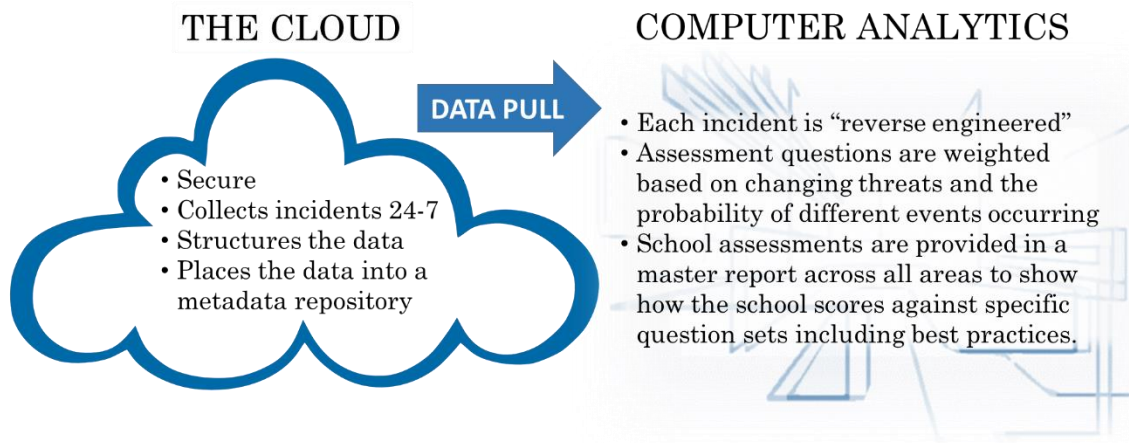 THE CLOUD
• Secure
• Collects incidents 24-7
• Structures the data
• Places the data into a
metadata repository
DATA PULL
COMPUTER ANALYTICS
• Each incident is “reverse engineered”
• Assessment questions are weighted
based on changing threats and the
probability of different events occurring
• School assessments are provided in a
master report across all areas to show
how the school scores against specific
question sets including best practices.